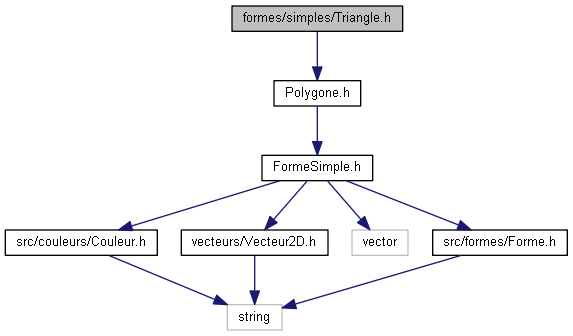 formes/simples/Triangle.h
Polygone.h
FormeSimple.h
src/couleurs/Couleur.h
vecteurs/Vecteur2D.h
vector
src/formes/Forme.h
string